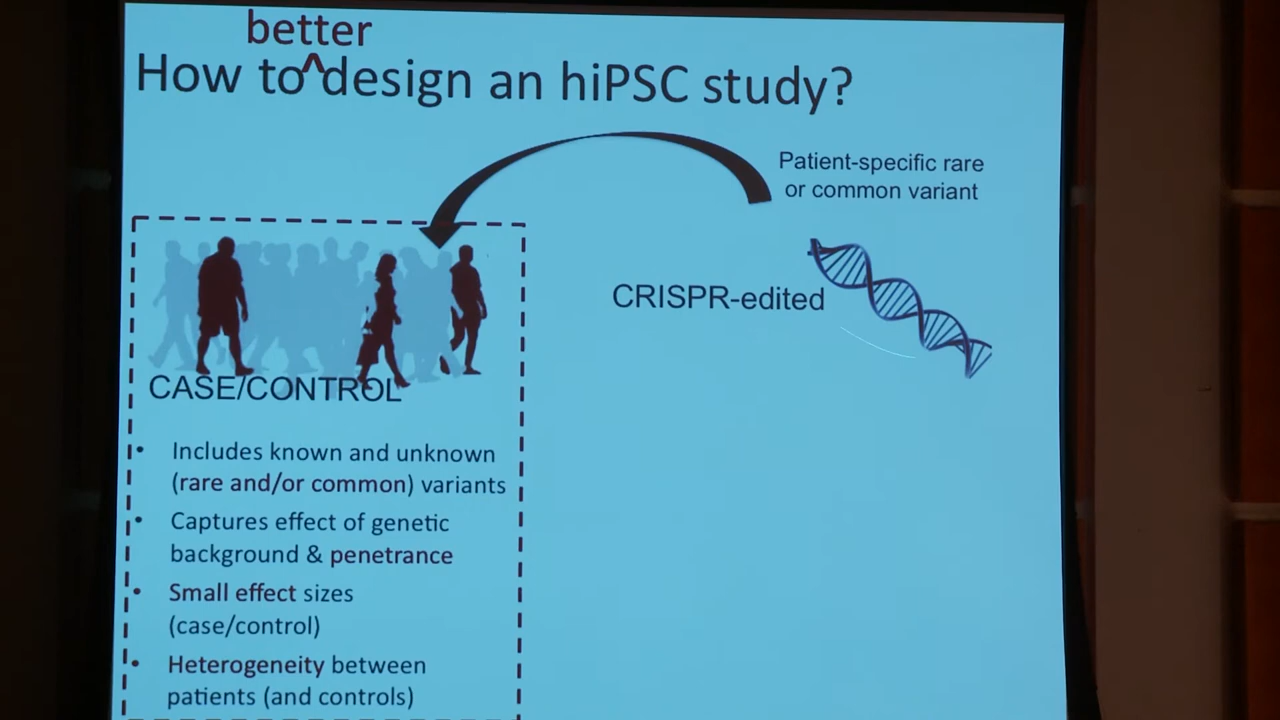 better
How to^design an hiPSC study?
Patient-specific rare
or common variant
CRISPR-edited
CASE/CONTROL
• Includes known and unknown
(rare and/or common) variants
• Captures effect of genetic
background & penetrance
• Small effect sizes
(case/control)
• Heterogeneity between
patients (and controls)